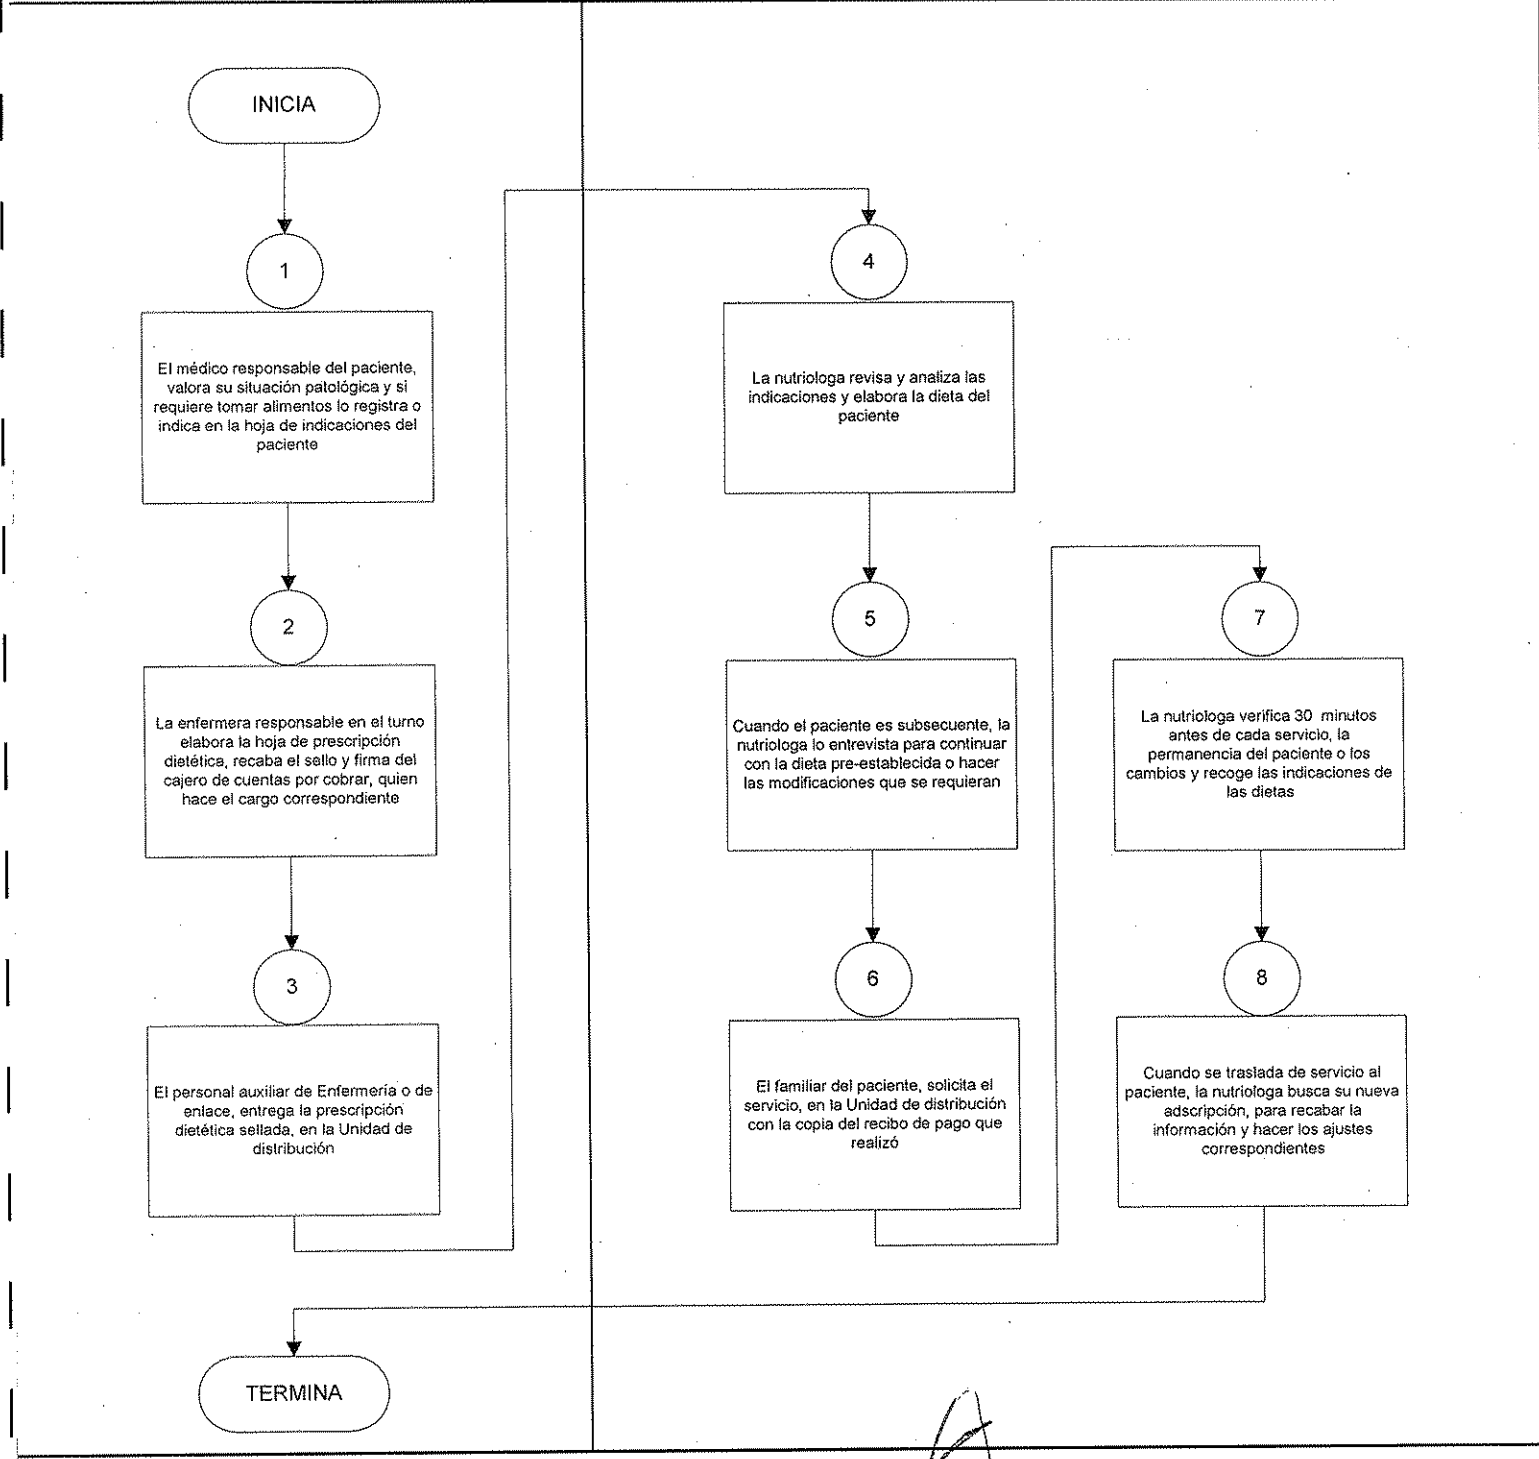 INICIA
1
El médico responsable del paciente,
valora su situación patológica y si
requiere tomar alimentos lo registra o
indica en la hoja de indicaciones del
paciente
2
La enfermera responsable en el turno
elabora la hoja de prescripción
dietética, recaba el sello y firma del
cajero de cuentas por cobrar, quien
hace el cargo correspondiente
3
El personal auxiliar de Enfermería o de
enlace, entrega la prescripción
dietética sellada, en la Unidad de
distribución
4
La nutriologa revisa y analiza las
indicaciones y elabora la dieta del
paciente
5
Cuando el paciente es subsecuente, la
nutriologa lo entrevista para continuar
con la dieta pre-establecida o hacer
las modificaciones que se requieran
6
El familiar del paciente, solicita el
servicio, en la Unidad de distribución
con la copia del recibo de pago que
realizó
7
La nutriologa verifica 30 minutos
antes de cada servicio, la
permanencia del paciente o los
cambios y recoge las indicaciones de
las dietas
8
Cuando se traslada de servicio al
paciente, la nutriologa busca su nueva
adscripción, para recabar la
información y hacer los ajustes
correspondientes
TERMINA